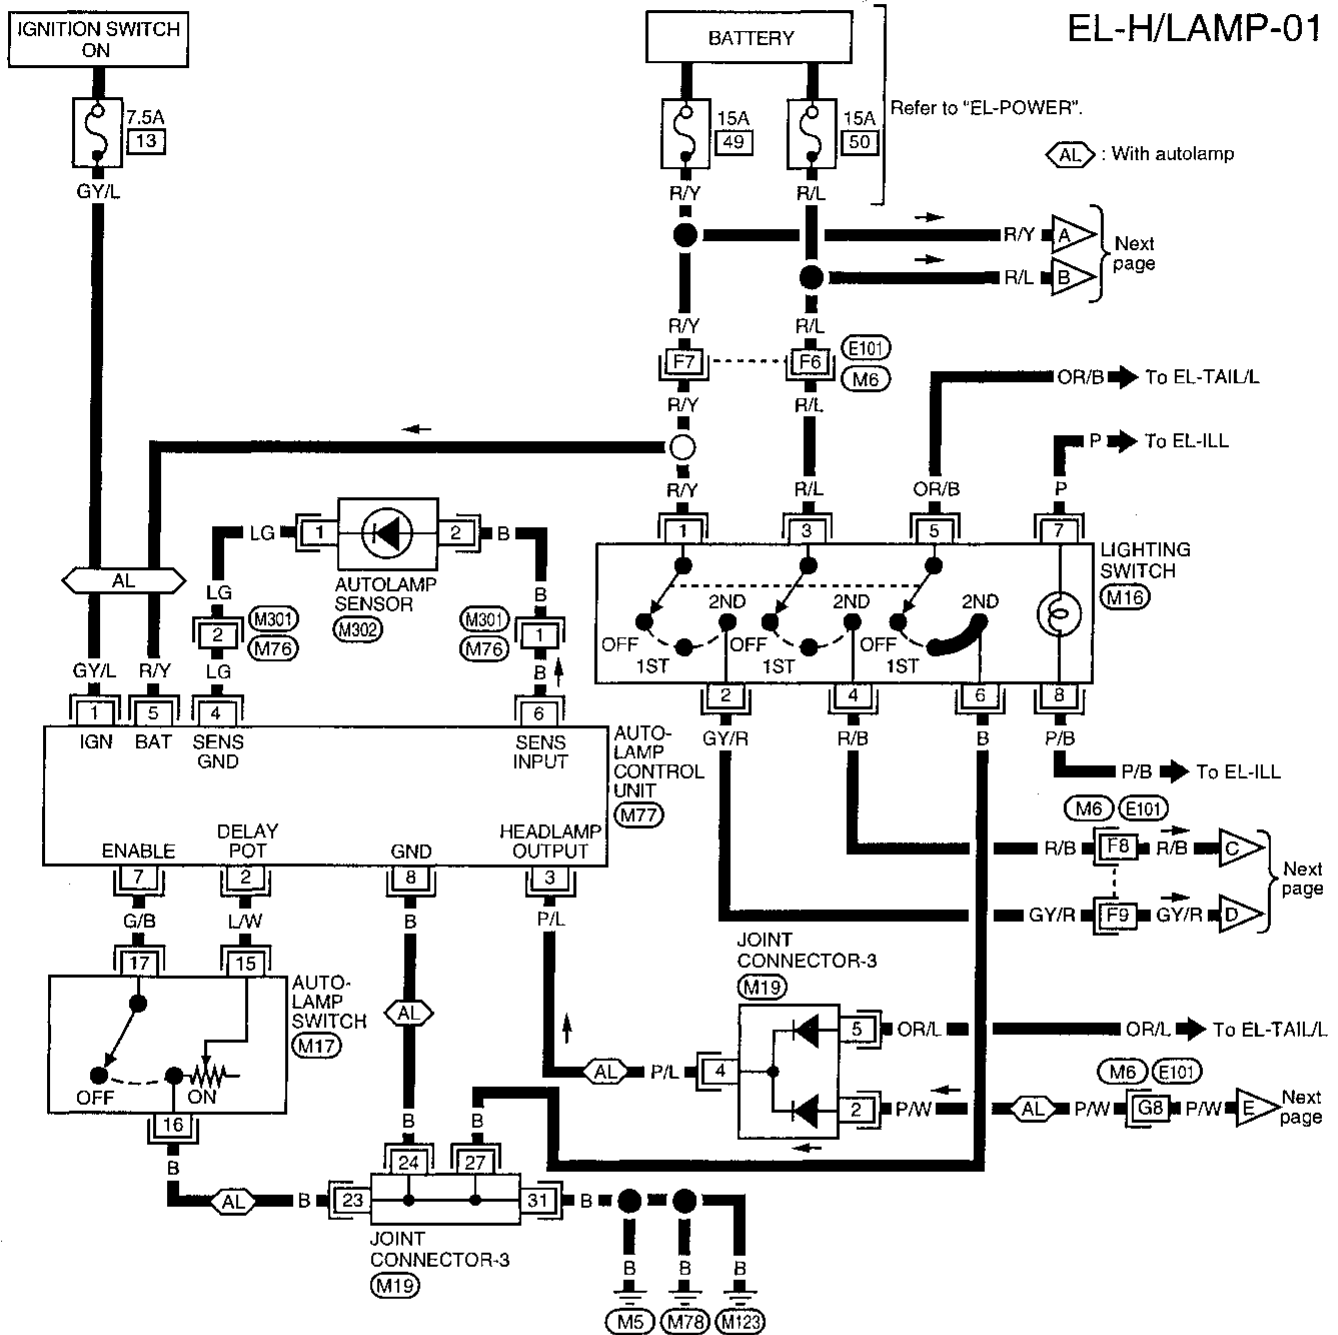 EL-H/LAMP-01
IGNITION SWITCH
ON
BATTERY
7.5A
13
15A
49
15A
50
Refer to "EL-POWER".
AL : With autolamp
GY/L
R/Y
R/L
R/Y
A
R/L
B
Next
page
R/Y
R/L
F7
F6
E101
M6
R/Y
R/L
OR/B
To EL-TAIL/L
P
To EL-ILL
R/Y
R/L
OR/B
P
1
3
5
7
LIGHTING
SWITCH
M16
OFF
1ST
2ND
OFF
1ST
2ND
OFF
1ST
2ND
2
4
6
8
GY/R
R/B
B
P/B
P/B
To EL-ILL
LG
1
2
B
AUTOLAMP
SENSOR
M302
AL
LG
B
2
M301
M76
M301
M76
1
GY/L
R/Y
LG
B
1
5
4
6
IGN
BAT
SENS
GND
SENS
INPUT
AUTO-
LAMP
CONTROL
UNIT
M77
ENABLE
DELAY
POT
GND
HEADLAMP
OUTPUT
7
2
8
3
G/B
L/W
B
P/L
M6
E101
R/B
F8
R/B
C
GY/R
F9
GY/R
D
Next
page
17
15
AUTO-
LAMP
SWITCH
M17
OFF
ON
16
AL
JOINT
CONNECTOR-3
M19
5
OR/L
OR/L
To EL-TAIL/L
AL
P/L
4
2
P/W
AL
P/W
M6
E101
G8
P/W
E
Next
page
B
B
B
24
27
B
AL
B
23
31
B
JOINT
CONNECTOR-3
M19
B
B
B
M5
M78
M123